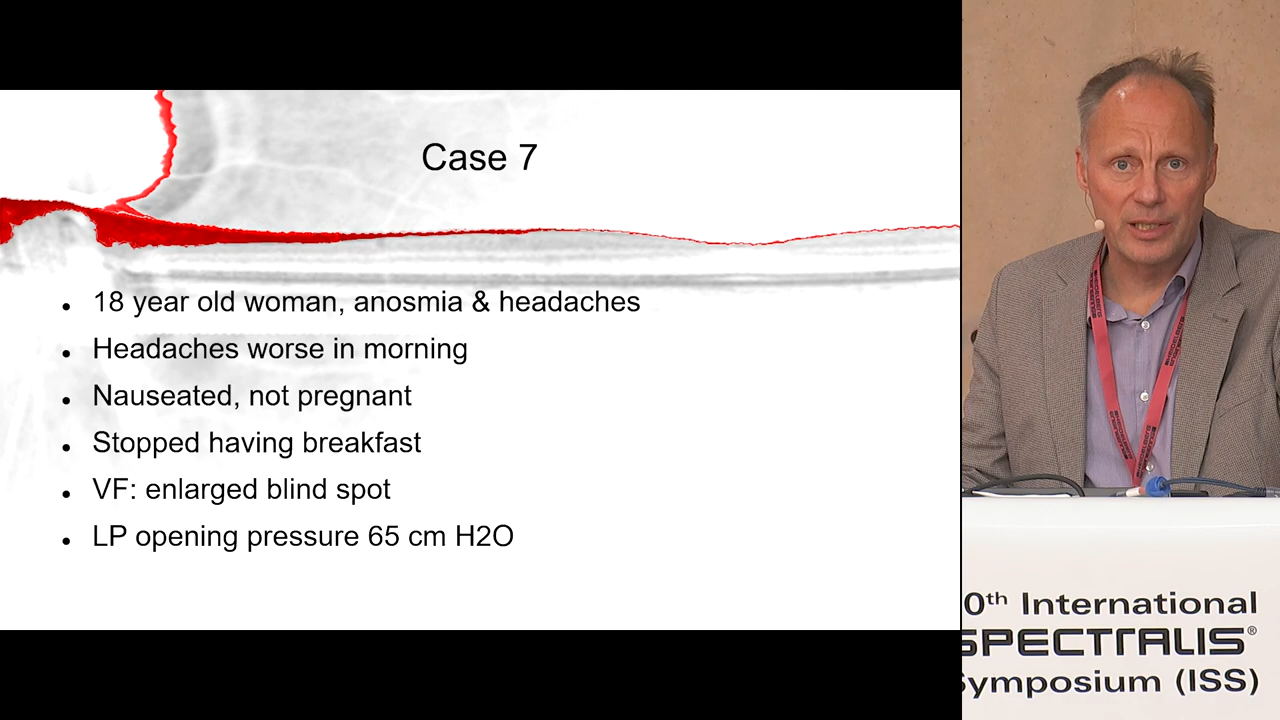 Case 7
18 year old woman, anosmia & headaches
Headaches worse in morning
Nauseated, not pregnant
Stopped having breakfast
VF: enlarged blind spot
LP opening pressure 65 cm H2O
0th International
SPECTRALIS®
Symposium (ISS)